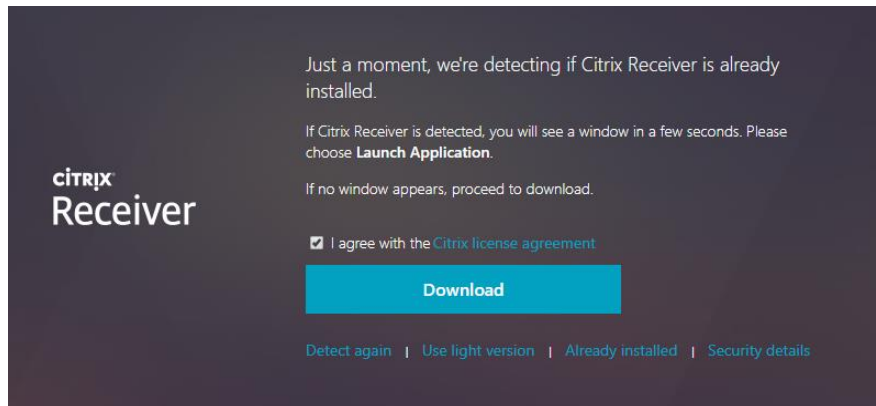 citrix
Receiver
Just a moment, we're detecting if Citrix Receiver is already
installed.
If Citrix Receiver is detected, you will see a window in a few seconds. Please
choose Launch Application.
If no window appears, proceed to download.
I agree with the Citrix license agreement
Download
Detect again | Use light version | Already installed | Security details